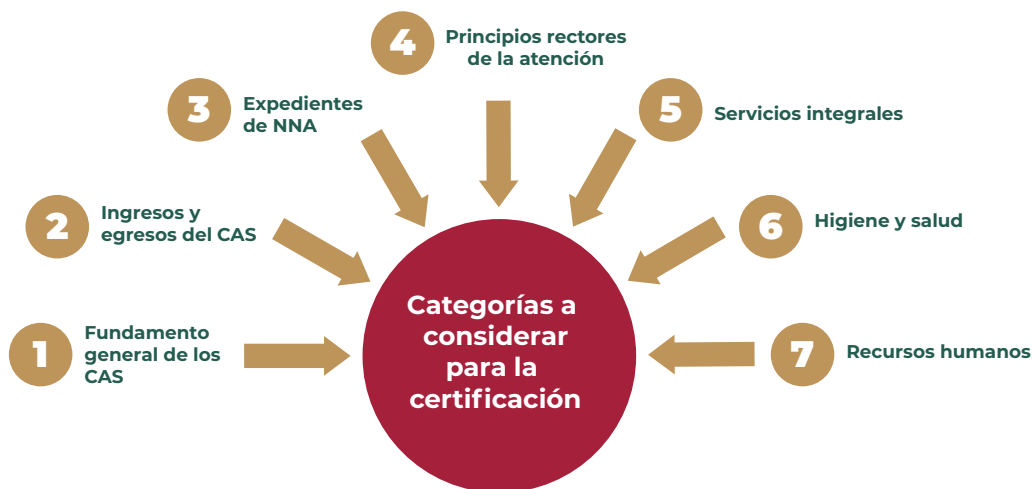 1
Fundamento
general de los
CAS
2
Ingresos y
egresos del CAS
3
Expedientes
de NNA
4
Principios rectores
de la atención
5
Servicios integrales
6
Higiene y salud
7
Recursos humanos
Categorías a
considerar
para la
certificación